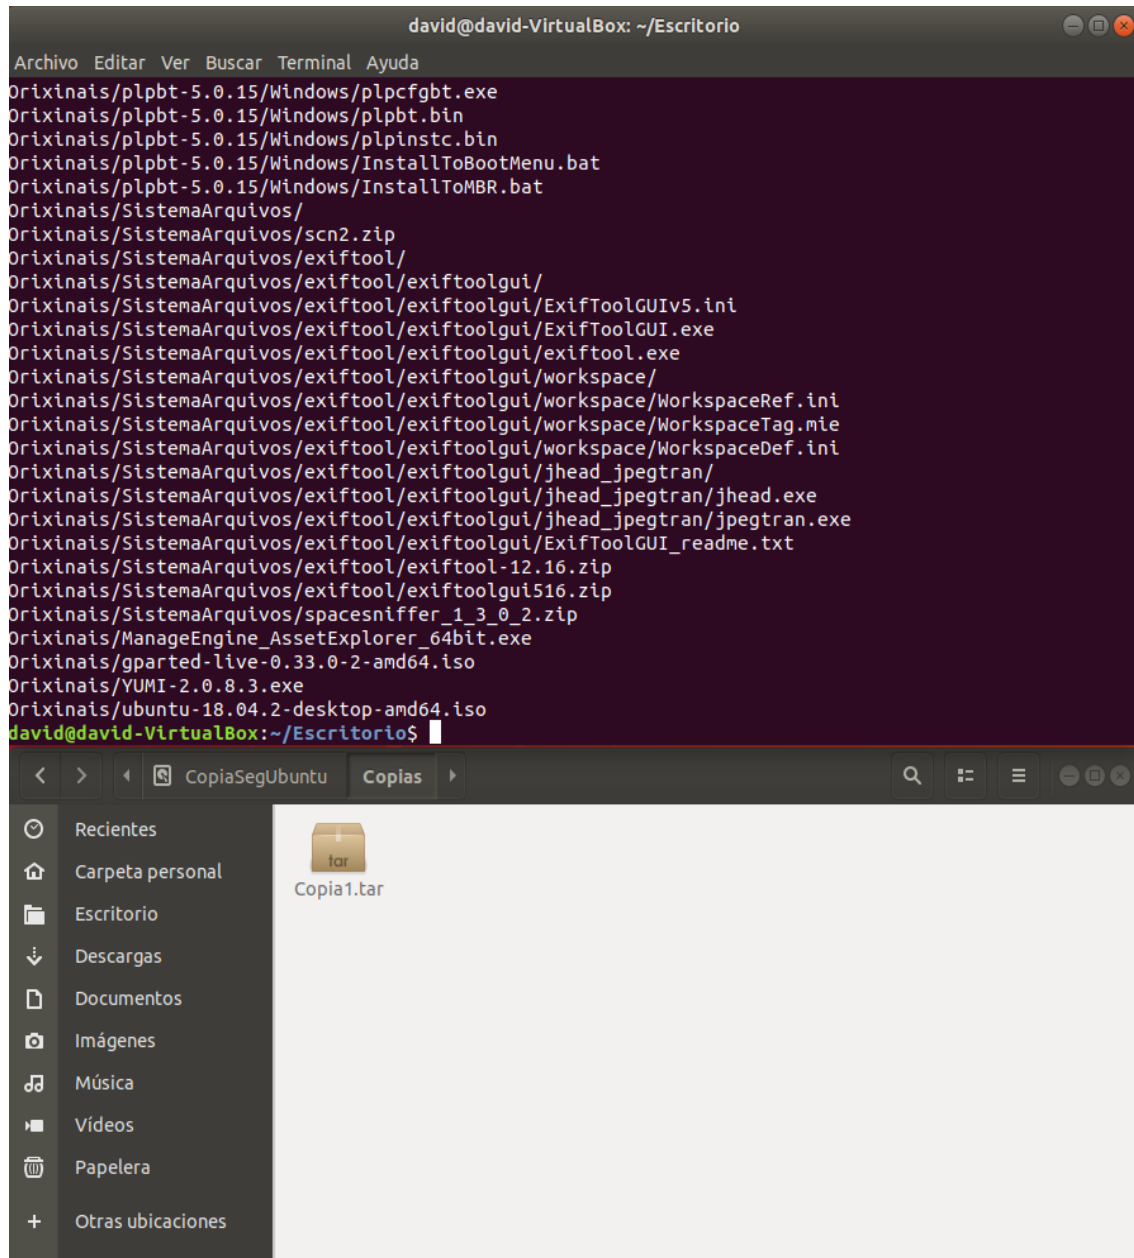 david@david-VirtualBox: ~/Escritorio
Archivo Editar Ver Buscar Terminal Ayuda
Orixinais/plpbt-5.0.15/Windows/plpcfgbt.exe
Orixinais/plpbt-5.0.15/Windows/plpbt.bin
Orixinais/plpbt-5.0.15/Windows/plpinstc.bin
Orixinais/plpbt-5.0.15/Windows/InstallToBootMenu.bat
Orixinais/plpbt-5.0.15/Windows/InstallToMBR.bat
Orixinais/SistemaArquivos/
Orixinais/SistemaArquivos/scn2.zip
Orixinais/SistemaArquivos/exiftool/
Orixinais/SistemaArquivos/exiftool/exiftoolgui/
Orixinais/SistemaArquivos/exiftool/exiftoolgui/ExifToolGUIv5.ini
Orixinais/SistemaArquivos/exiftool/exiftoolgui/ExifToolGUI.exe
Orixinais/SistemaArquivos/exiftool/exiftoolgui/exiftool.exe
Orixinais/SistemaArquivos/exiftool/exiftoolgui/workspace/
Orixinais/SistemaArquivos/exiftool/exiftoolgui/workspace/WorkspaceRef.ini
Orixinais/SistemaArquivos/exiftool/exiftoolgui/workspace/WorkspaceTag.mie
Orixinais/SistemaArquivos/exiftool/exiftoolgui/workspace/WorkspaceDef.ini
Orixinais/SistemaArquivos/exiftool/exiftoolgui/jhead_jpegtran/
Orixinais/SistemaArquivos/exiftool/exiftoolgui/jhead_jpegtran/jhead.exe
Orixinais/SistemaArquivos/exiftool/exiftoolgui/jhead_jpegtran/jpegtran.exe
Orixinais/SistemaArquivos/exiftool/exiftoolgui/ExifToolGUI_readme.txt
Orixinais/SistemaArquivos/exiftool/exiftool-12.16.zip
Orixinais/SistemaArquivos/exiftool/exiftoolgui516.zip
Orixinais/SistemaArquivos/spacesniffer_1_3_0_2.zip
Orixinais/ManageEngine_AssetExplorer_64bit.exe
Orixinais/gparted-live-0.33.0-2-amd64.iso
Orixinais/YUMI-2.0.8.3.exe
Orixinais/ubuntu-18.04.2-desktop-amd64.iso
david@david-VirtualBox:~/Escritorio$
CopiaSegUbuntu Copias
Recientes
Carpeta personal
Escritorio
Descargas
Documentos
Imágenes
Música
Vídeos
Papelera
Otras ubicaciones
tar
Copia1.tar